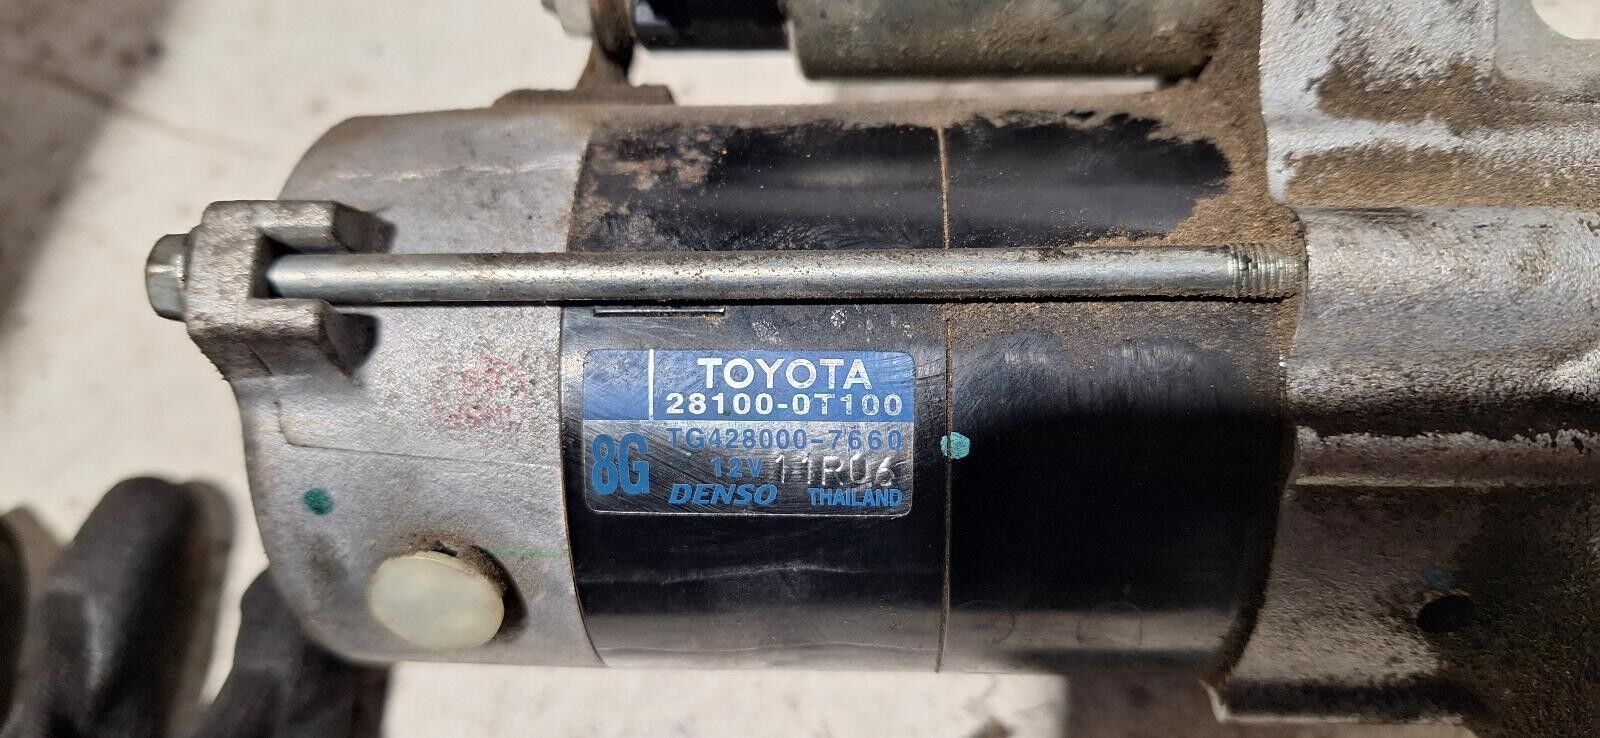 TOYOTA
28100-0T100
TG428000-7660
8G
12V 11R06
DENSO THAILAND